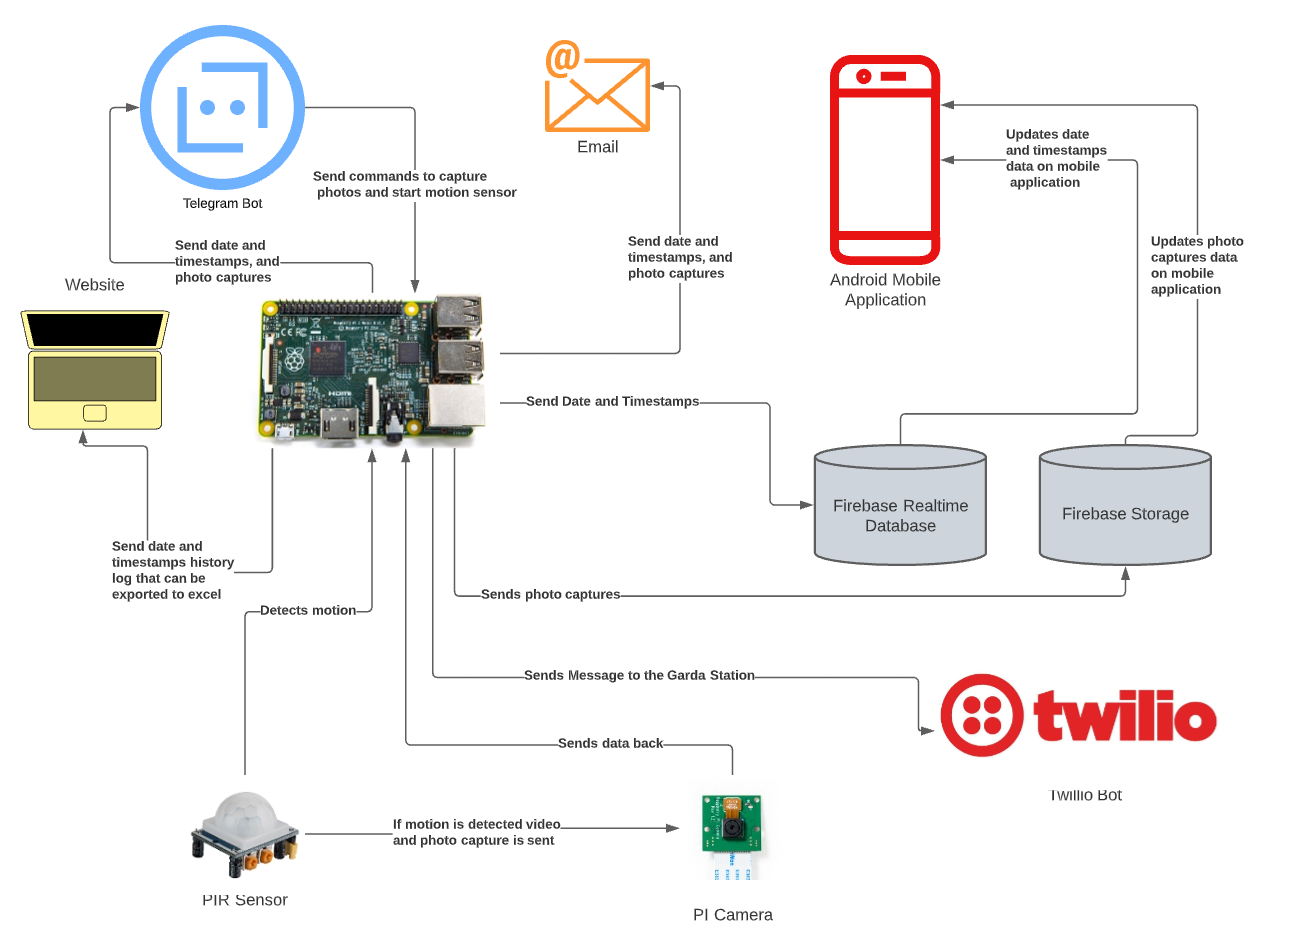 Telegram Bot
Send commands to capture
photos and start motion sensor
Send date and
timestamps, and
photo captures
@
Email
Send date and
timestamps, and
photo captures
Android Mobile
Application
Updates date
and timestamps
data on mobile
application
Updates photo
captures data
on mobile
application
Website
HDMI
Send Date and Timestamps
Firebase Realtime
Database
Firebase Storage
Send date and
timestamps history
log that can be
exported to excel
Detects motion
Sends photo captures
Sends Message to the Garda Station
twilio
Twillio Bot
Sends data back
If motion is detected video
and photo capture is sent
PIR Sensor
PI Camera